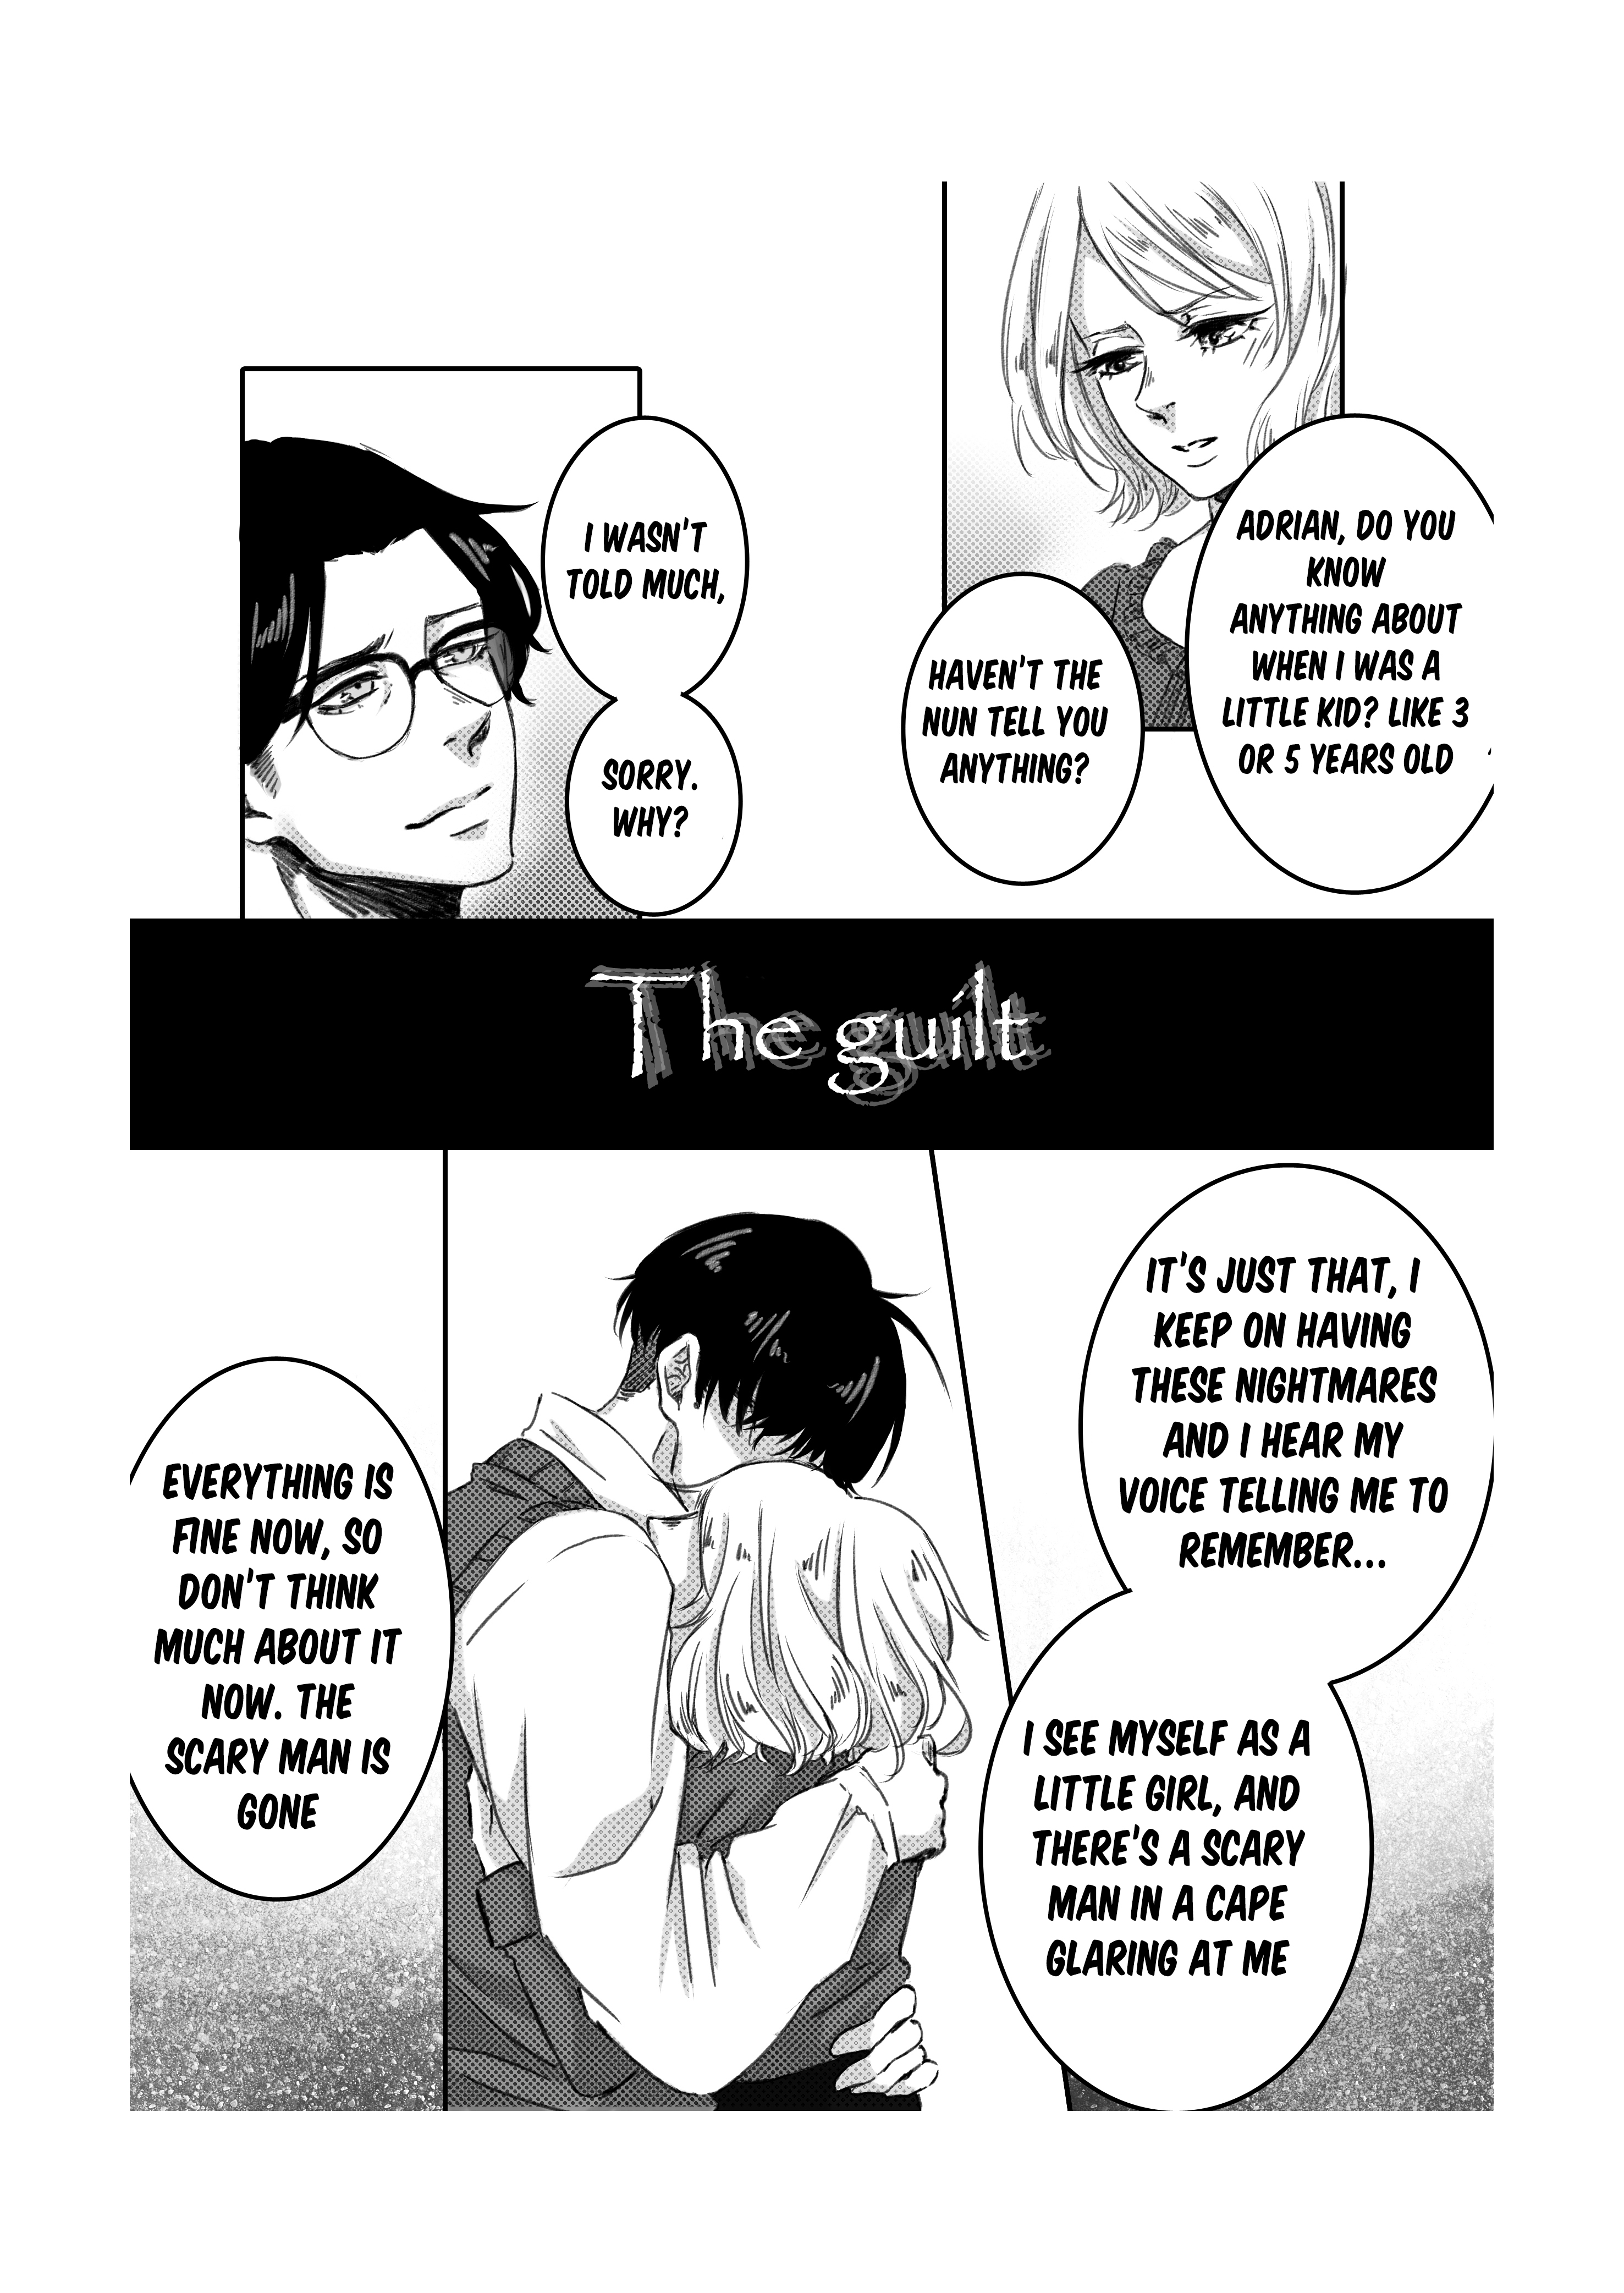 ADRIAN, DO YOU
KNOW
ANYTHING ABOUT
WHEN I WAS A
LITTLE KID? LIKE 3
OR 5 YEARS OLD
HAVEN'T THE
NUN TELL YOU
ANYTHING?
I WASN'T
TOLD MUCH,
SORRY.
WHY?
The guilt
IT'S JUST THAT, I
KEEP ON HAVING
THESE NIGHTMARES
AND I HEAR MY
VOICE TELLING ME TO
REMEMBER...
I SEE MYSELF AS A
LITTLE GIRL, AND
THERE'S A SCARY
MAN IN A CAPE
GLARING AT ME
EVERYTHING IS
FINE NOW, SO
DON'T THINK
MUCH ABOUT IT
NOW. THE
SCARY MAN IS
GONE